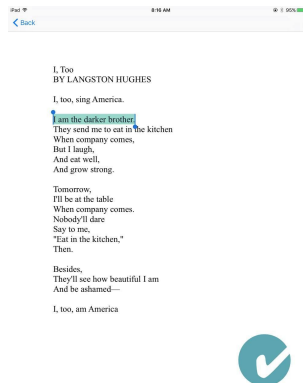 iPad
8:16 AM
95%
Back
I, Too
BY LANGSTON HUGHES
I, too, sing America.
I am the darker brother.
They send me to eat in the kitchen
When company comes,
But I laugh,
And eat well,
And grow strong.
Tomorrow,
I'll be at the table
When company comes.
Nobody'll dare
Say to me,
"Eat in the kitchen,"
Then.
Besides,
They'll see how beautiful I am
And be ashamed—
I, too, am America